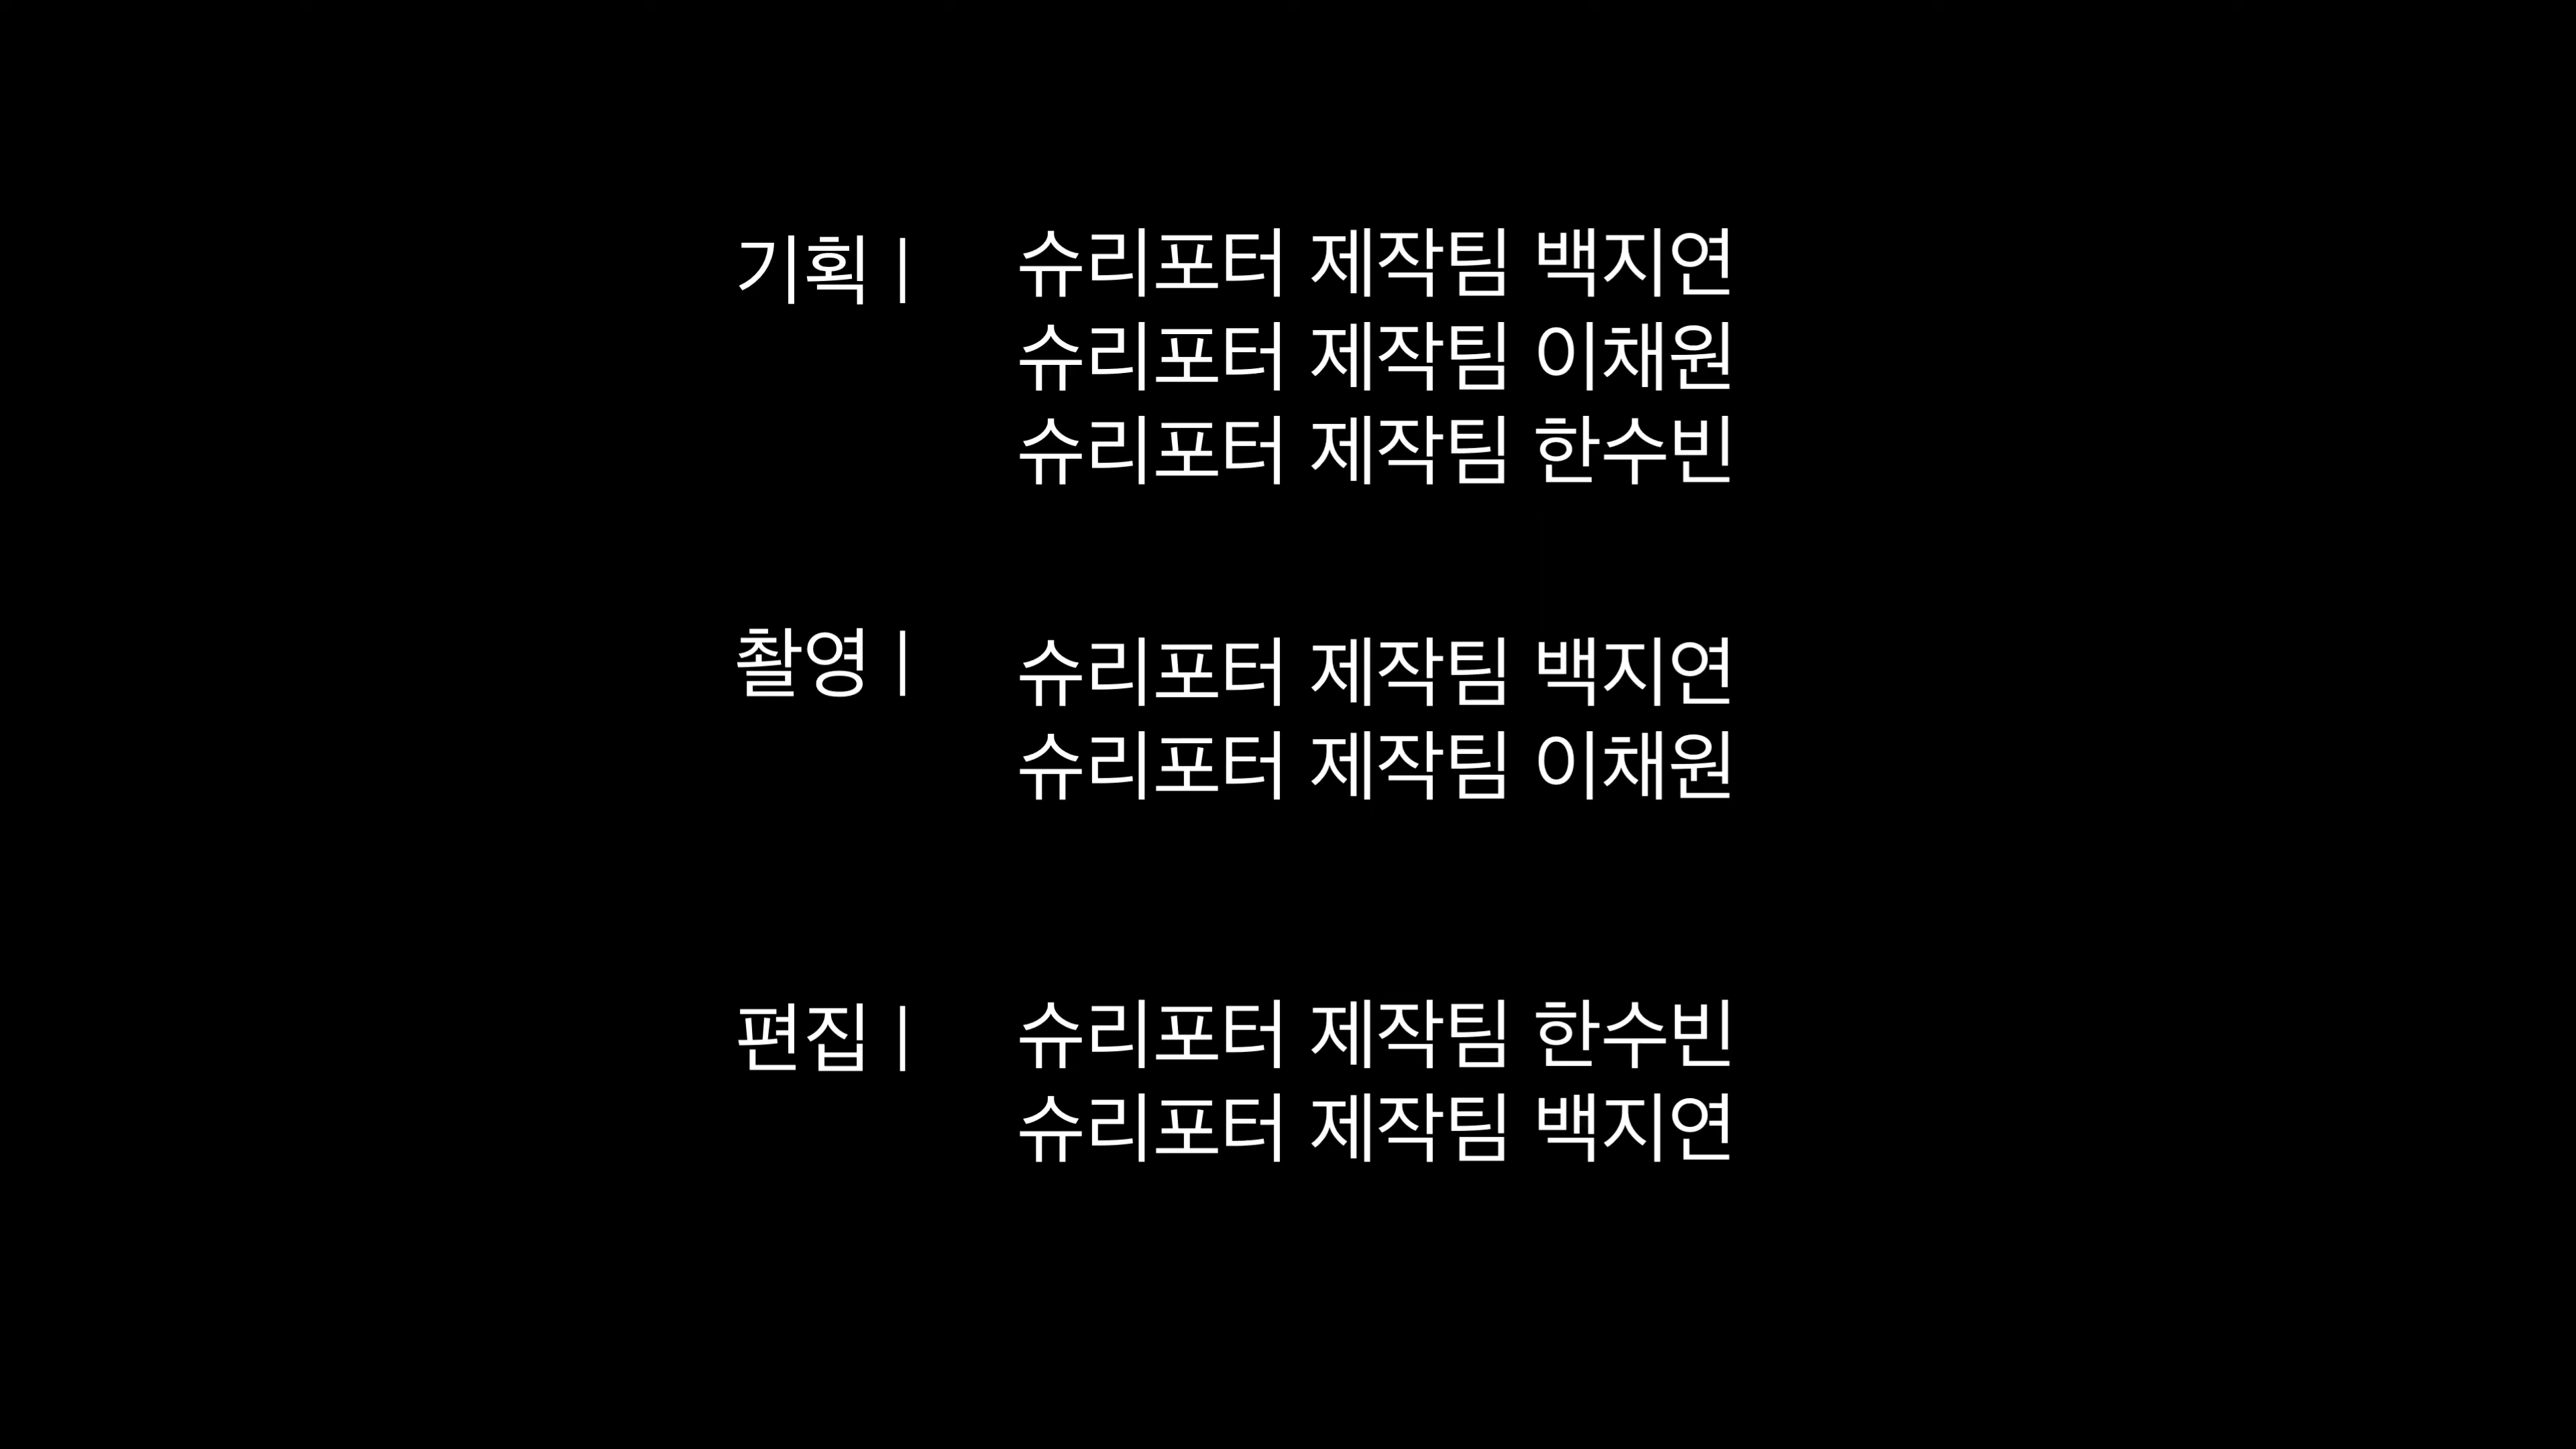 기획 | 슈리포터 제작팀 백지연
슈리포터 제작팀 이채원
슈리포터 제작팀 한수빈
촬영 | 슈리포터 제작팀 백지연
슈리포터 제작팀 이채원
편집 | 슈리포터 제작팀 한수빈
슈리포터 제작팀 백지연